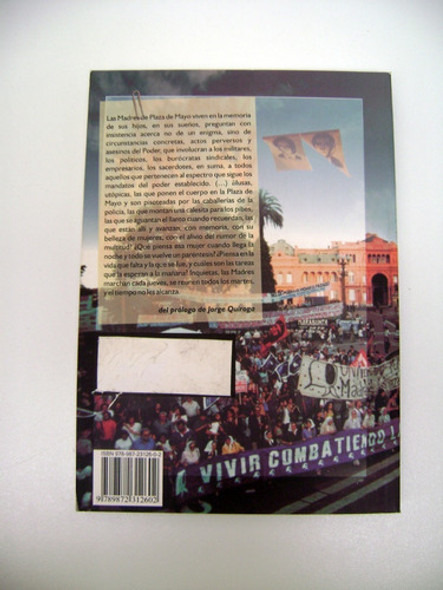 Las Madres de Plaza de Mayo viven en la memoria
de sus hijos, en sus sueños, preguntan con
insistencia acerca no de un enigma, sino de
circunstancias concretas, actos perversos y
asesinos del Poder, que involucran a los militares,
los políticos, los burócratas sindicales, los
empresarios, los sacerdotes, en suma, a todos
aquellos que pertenecen al espectro que sigue los
mandatos del poder establecido. (...) ilusas,
utópicas, las que ponen el cuerpo en la Plaza de
Mayo y son pisoteadas por las caballerías de la
policía, las que montan una calesita para los pibes,
las que se aguantan el llanto cuando recuerdan, las
que están allí y avanzan, con memoria, con su
belleza de mujeres, con el alivio del rumor de la
multitud? ¿Qué piensa esa mujer cuando llega la
noche y todo se vuelve un paréntesis? ¿Piensa en la
vida que falta y la que se fue, y cuáles son las tareas
que la esperan a la mañana? Inquietas, las Madres
marchan cada jueves, se reúnen todos los martes,
y el tiempo no les alcanza.
del prólogo de Jorge Quiroga
VIVIR COMBATIENDO
ISBN 978-987-23126-0-2
9789872312602